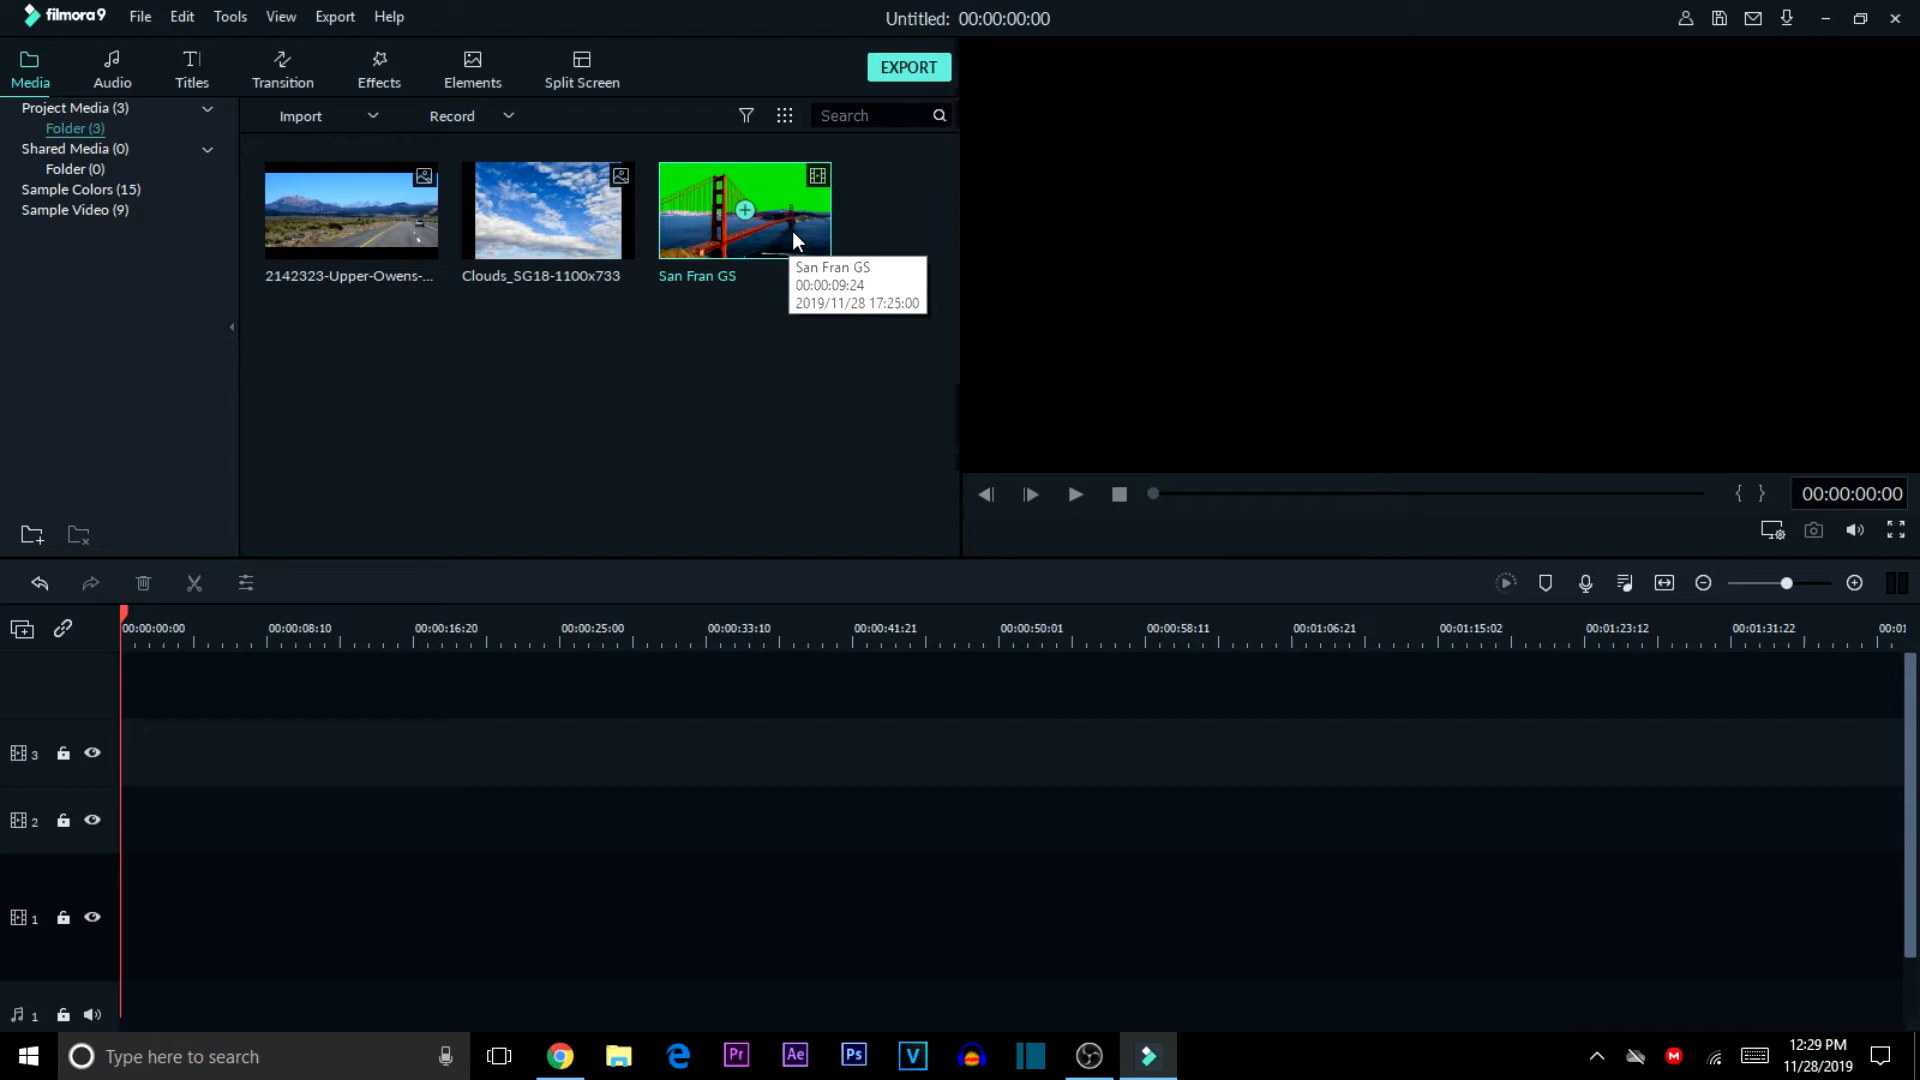 filmora9 File Edit Tools View Export Help Untitled: 00:00:00:00
Media Audio Titles Transition Effects Elements Split Screen EXPORT
Project Media (3)
Folder (3)
Shared Media (0)
Folder (0)
Sample Colors (15)
Sample Video (9)
Import Record Search
2142323-Upper-Owens-... Clouds_SG18-1100x733 San Fran GS
San Fran GS
00:00:09:24
2019/11/28 17:25:00
{ } 00:00:00:00
00:00:00:00 00:00:08:10 00:00:16:20 00:00:25:00 00:00:33:10 00:00:41:21 00:00:50:01 00:00:58:11 00:01:06:21 00:01:15:02 00:01:23:12 00:01:31:22 00:01
3
2
1
1
Type here to search Pr Ae Ps V M 12:29 PM
11/28/2019